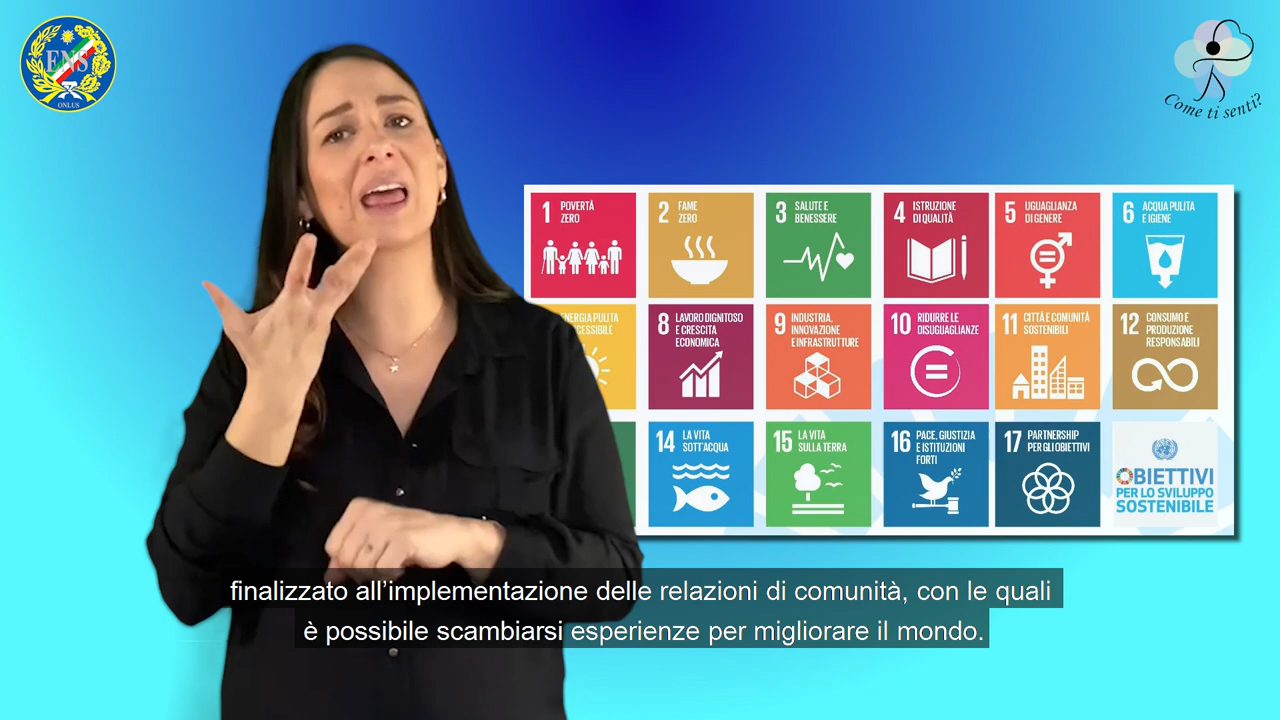 ENS
ONLUS
Come ti senti?
1 POVERTÀ
ZERO
2 FAME
ZERO
3 SALUTE E
BENESSERE
4 ISTRUZIONE
DI QUALITÀ
5 UGUAGLIANZA
DI GENERE
6 ACQUA PULITA
E IGIENE
ENERGIA PULITA
8 LAVORO DIGNITOSO
E CRESCITA
ECONOMICA
9 INDUSTRIA,
INNOVAZIONE
E INFRASTRUTTURE
10 RIDURRE LE
DISUGUAGLIANZE
11 CITTÀ E COMUNITÀ
SOSTENIBILI
12 CONSUMO E
PRODUZIONE
RESPONSABILI
14 LA VITA
SOTT'ACQUA
15 LA VITA
SULLA TERRA
16 PACE, GIUSTIZIA
E ISTITUZIONI
FORTI
17 PARTNERSHIP
PER GLI OBIETTIVI
OBIETTIVI
PER LO SVILUPPO
SOSTENIBILE
finalizzato all’implementazione delle relazioni di comunità, con le quali
è possibile scambiarsi esperienze per migliorare il mondo.